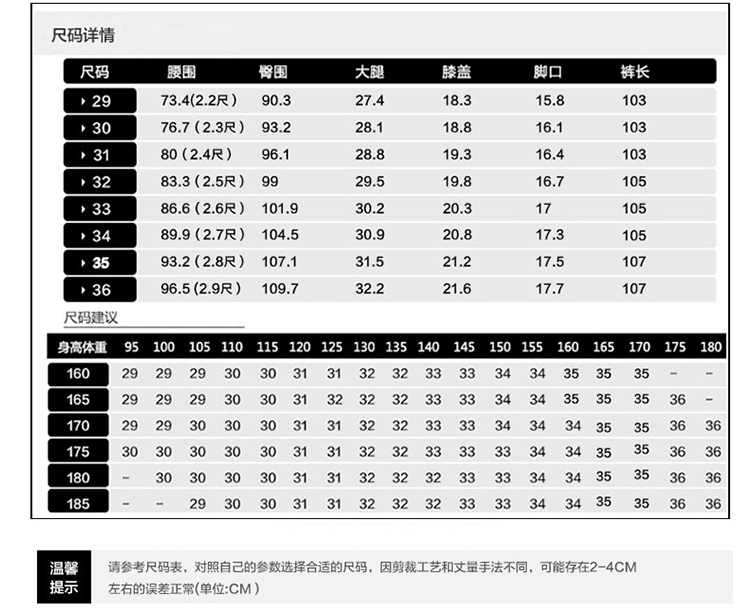 尺码详情
尺码 腰围 臀围 大腿 膝盖 脚口 裤长
29 73.4(2.2尺) 90.3 27.4 18.3 15.8 103
30 76.7 (2.3尺) 93.2 28.1 18.8 16.1 103
31 80 (2.4尺) 96.1 28.8 19.3 16.4 103
32 83.3 (2.5尺) 99 29.5 19.8 16.7 105
33 86.6 (2.6尺) 101.9 30.2 20.3 17 105
34 89.9 (2.7尺) 104.5 30.9 20.8 17.3 105
35 93.2 (2.8尺) 107.1 31.5 21.2 17.5 107
36 96.5 (2.9尺) 109.7 32.2 21.6 17.7 107
尺码建议
身高体重 95 100 105 110 115 120 125 130 135 140 145 150 155 160 165 170 175 180
160 29 29 29 30 30 31 31 32 32 33 33 34 34 35 35 35 – –
165 29 29 29 30 30 31 32 32 32 33 33 34 34 35 35 35 36 –
170 29 29 30 30 30 31 31 32 32 33 33 34 34 34 35 35 36 36
175 30 30 30 30 30 31 31 32 32 33 33 34 34 34 35 35 36 36
180 – 30 30 30 30 31 31 32 32 32 33 33 34 34 35 35 36 36
185 – – 29 30 30 31 31 32 32 32 33 33 34 34 35 35 36 36
温馨 请参考尺码表，对照自己的参数选择合适的尺码，因剪裁工艺和丈量手法不同，可能存在2-4CM
提示 左右的误差正常(单位:CM)